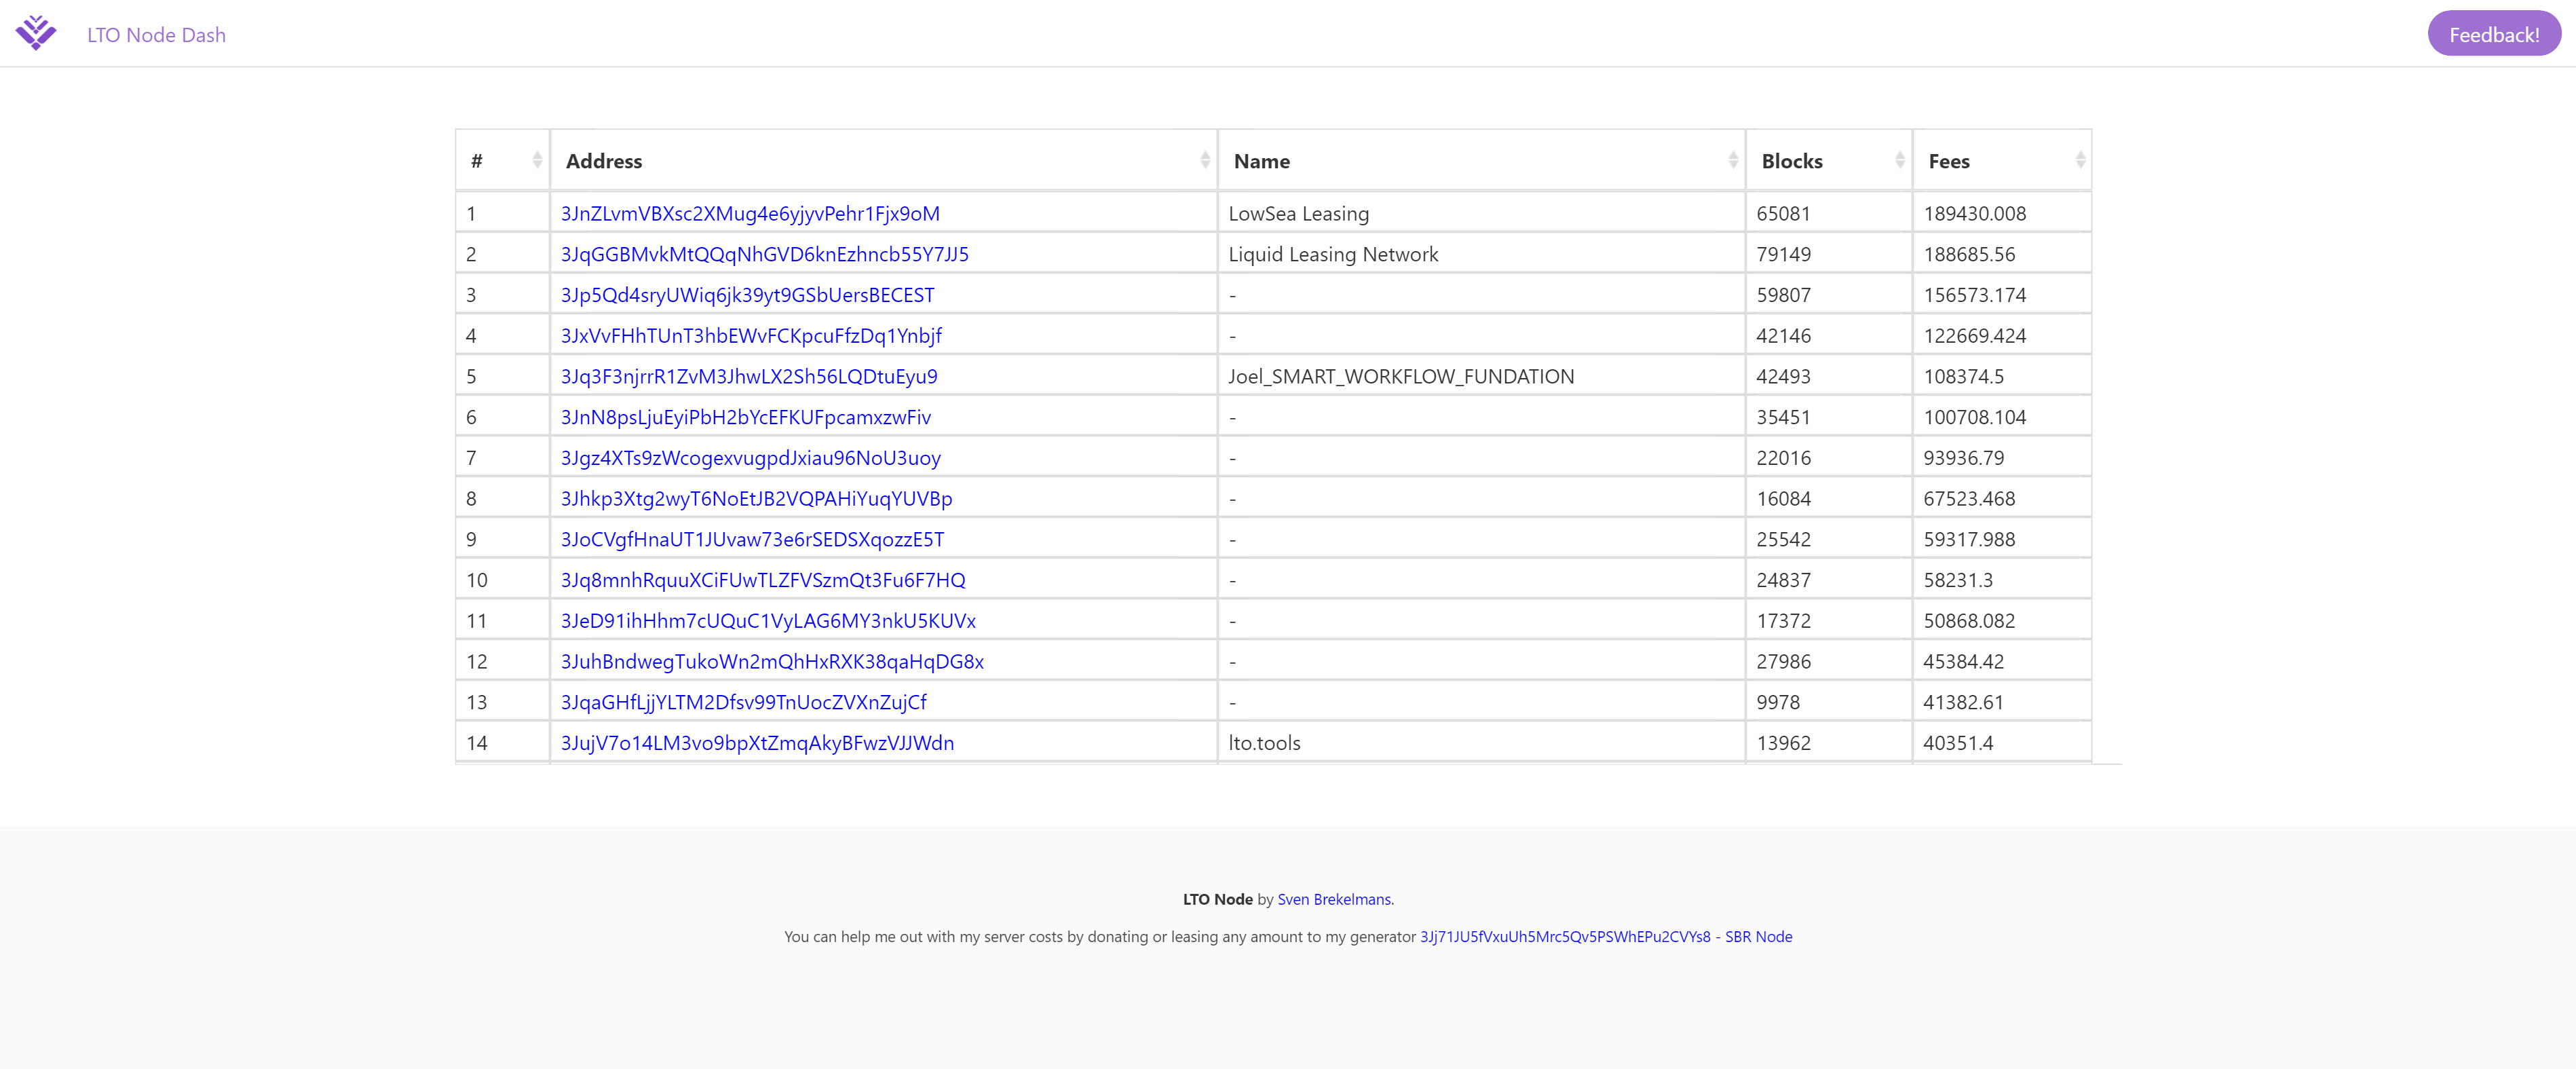 LTO Node Dash
Feedback!
# Address Name Blocks Fees
1 3JnZLvmVBXsc2XMug4e6yjyvPehr1Fjx9oM LowSea Leasing 65081 189430.008
2 3JqGGBMvkMtQQqNhGVD6knEzhncb55Y7JJ5 Liquid Leasing Network 79149 188685.56
3 3Jp5Qd4sryUWiq6jk39yt9GSbUersBECEST - 59807 156573.174
4 3JxVvFHhTUnT3hbEWvFCKpcuFfzDq1Ynbjf - 42146 122669.424
5 3Jq3F3njrrR1ZvM3JhwLX2Sh56LQDtuEyu9 Joel_SMART_WORKFLOW_FUNDATION 42493 108374.5
6 3JnN8psLjuEyiPbH2bYcEFKUFpcamxzwFiv - 35451 100708.104
7 3Jgz4XTs9zWcogexvugpdJxiau96NoU3uoy - 22016 93936.79
8 3Jhkp3Xtg2wyT6NoEtJB2VQPAHiYuqYUVBp - 16084 67523.468
9 3JoCVgfHnaUT1JUvaw73e6rSEDSXqozzE5T - 25542 59317.988
10 3Jq8mnhRquuXCiFUwTLZFVSzmQt3Fu6F7HQ - 24837 58231.3
11 3JeD91ihHhm7cUQuC1VyLAG6MY3nkU5KUVx - 17372 50868.082
12 3JuhBndwegTukoWn2mQhHxRXK38qaHqDG8x - 27986 45384.42
13 3JqaGHfLjjYLTM2Dfsv99TnUocZVXnZujCf - 9978 41382.61
14 3JujV7o14LM3vo9bpXtZmqAkyBFwzVJJWdn lto.tools 13962 40351.4
LTO Node by Sven Brekelmans.
You can help me out with my server costs by donating or leasing any amount to my generator 3Jj71JU5fVxuUh5Mrc5Qv5PSWhEPu2CVYs8 - SBR Node